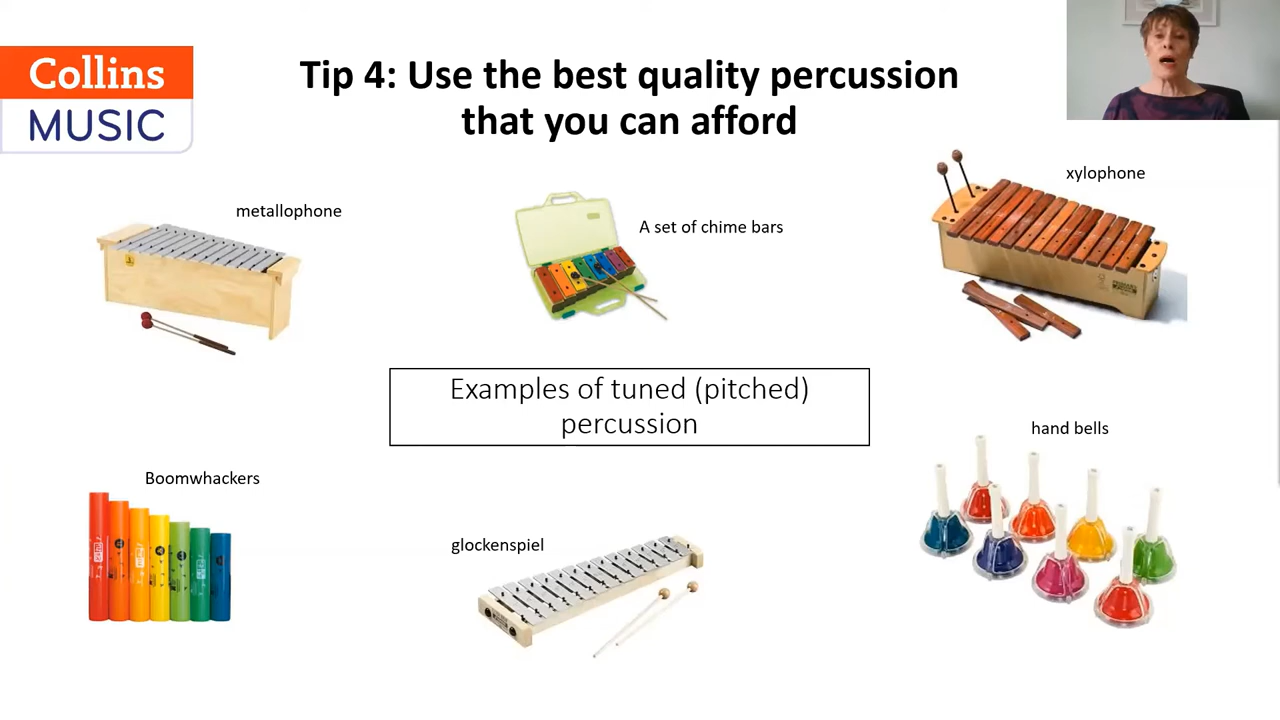 Collins
MUSIC
Tip 4: Use the best quality percussion
that you can afford
metallophone
A set of chime bars
xylophone
Examples of tuned (pitched)
percussion
hand bells
Boomwhackers
glockenspiel